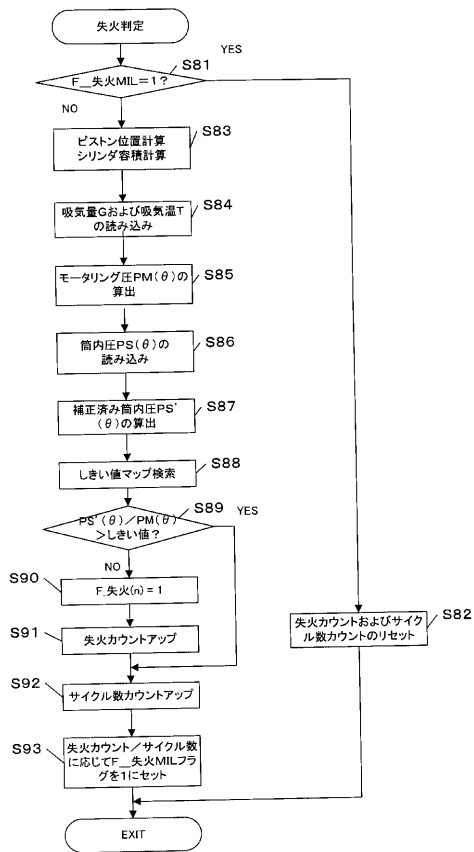 失火判定
YES
S81
F__失火MIL=1?
NO
S83
ピストン位置計算
シリンダ容積計算
S84
吸気量Gおよび吸気温T
の読み込み
S85
モータリング圧PM(θ)の
算出
S86
筒内圧PS(θ)の
読み込み
S87
補正済み筒内圧PS'
(θ)の算出
S88
しきい値マップ検索
S89
YES
PS'(θ)/PM(θ)
>しきい値?
NO
S90
F_失火(n)=1
S91
失火カウントアップ
S82
失火カウントおよびサイク
ル数カウントのリセット
S92
サイクル数カウントアップ
S93
失火カウント/サイクル数
に応じてF__失火MILフラ
グを1にセット
EXIT